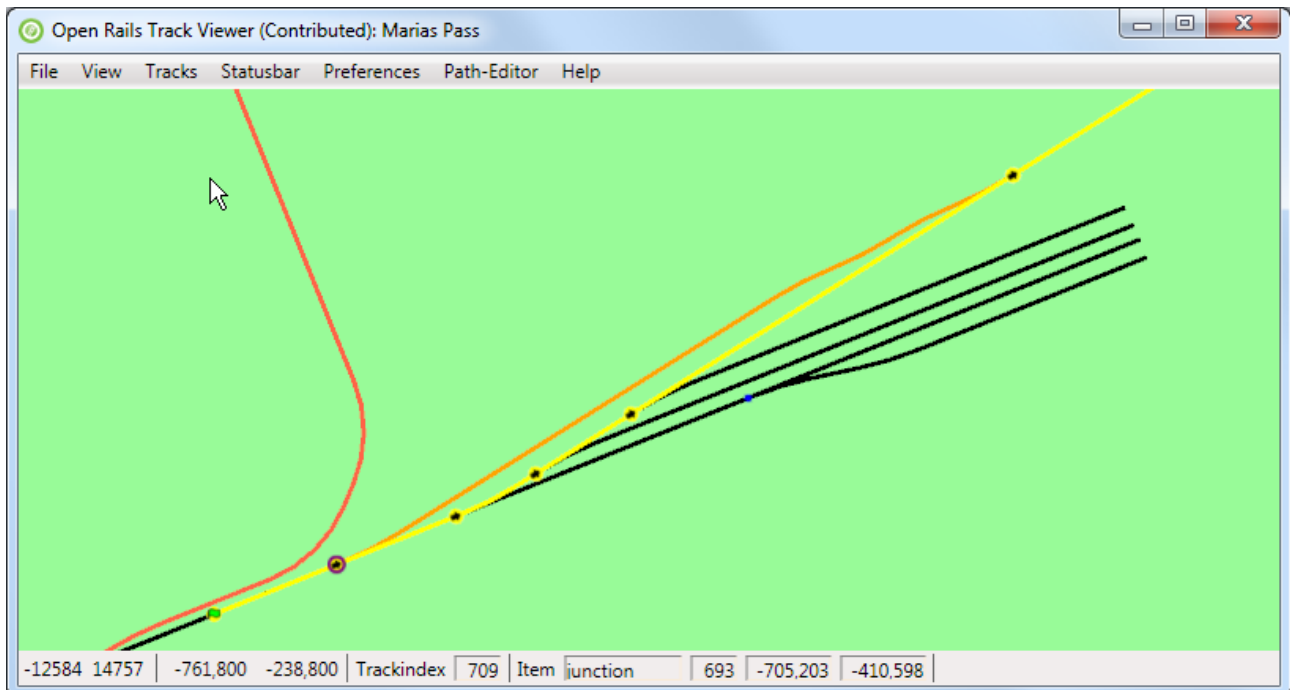 Open Rails Track Viewer (Contributed): Marias Pass
File View Tracks Statusbar Preferences Path-Editor Help
-12584 14757 -761,800 -238,800 Trackindex 709 Item junction 693 -705,203 -410,598